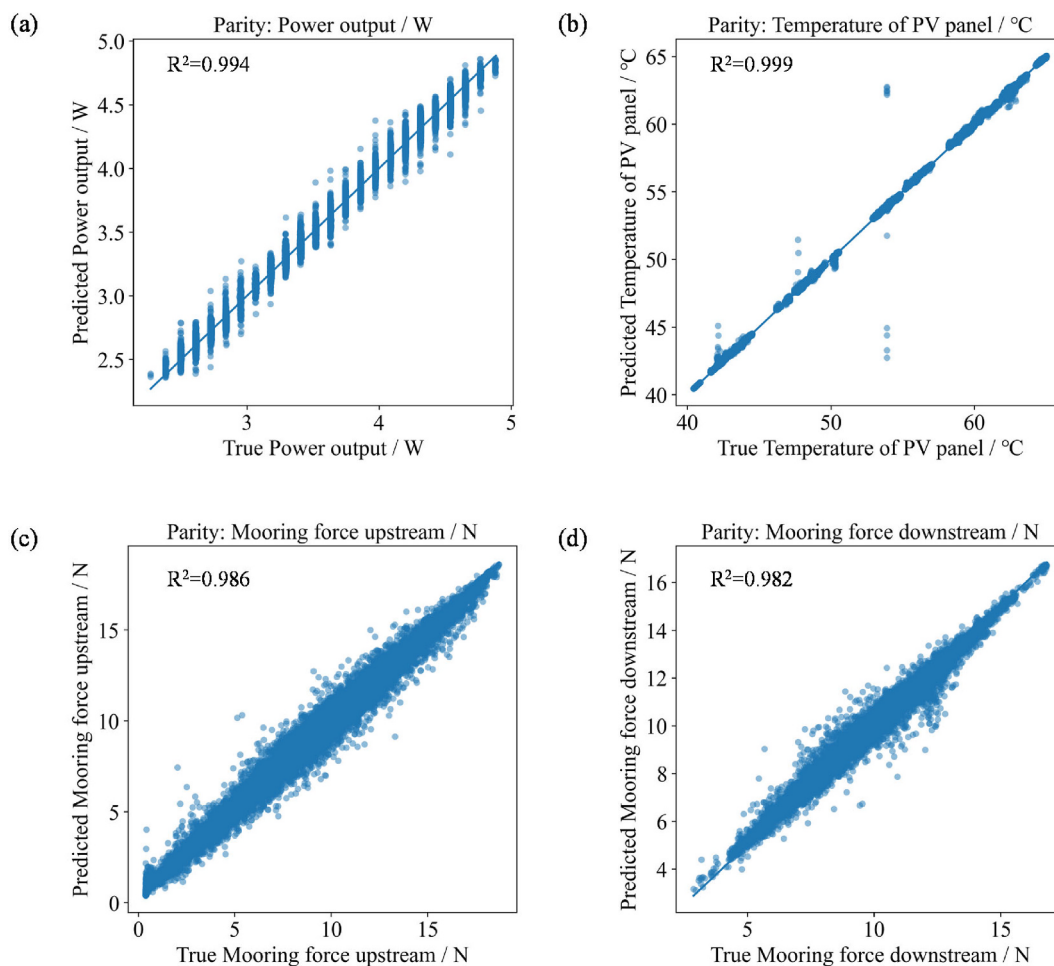 (a)
Parity: Power output / W
R²=0.994
Predicted Power output / W
5.0
4.5
4.0
3.5
3.0
2.5
3
4
5
True Power output / W
(b)
Parity: Temperature of PV panel / °C
R²=0.999
Predicted Temperature of PV panel / °C
65
60
55
50
45
40
40
50
60
True Temperature of PV panel / °C
(c)
Parity: Mooring force upstream / N
R²=0.986
Predicted Mooring force upstream / N
15
10
5
0
0
5
10
15
True Mooring force upstream / N
(d)
Parity: Mooring force downstream / N
R²=0.982
Predicted Mooring force downstream / N
16
14
12
10
8
6
4
5
10
15
True Mooring force downstream / N